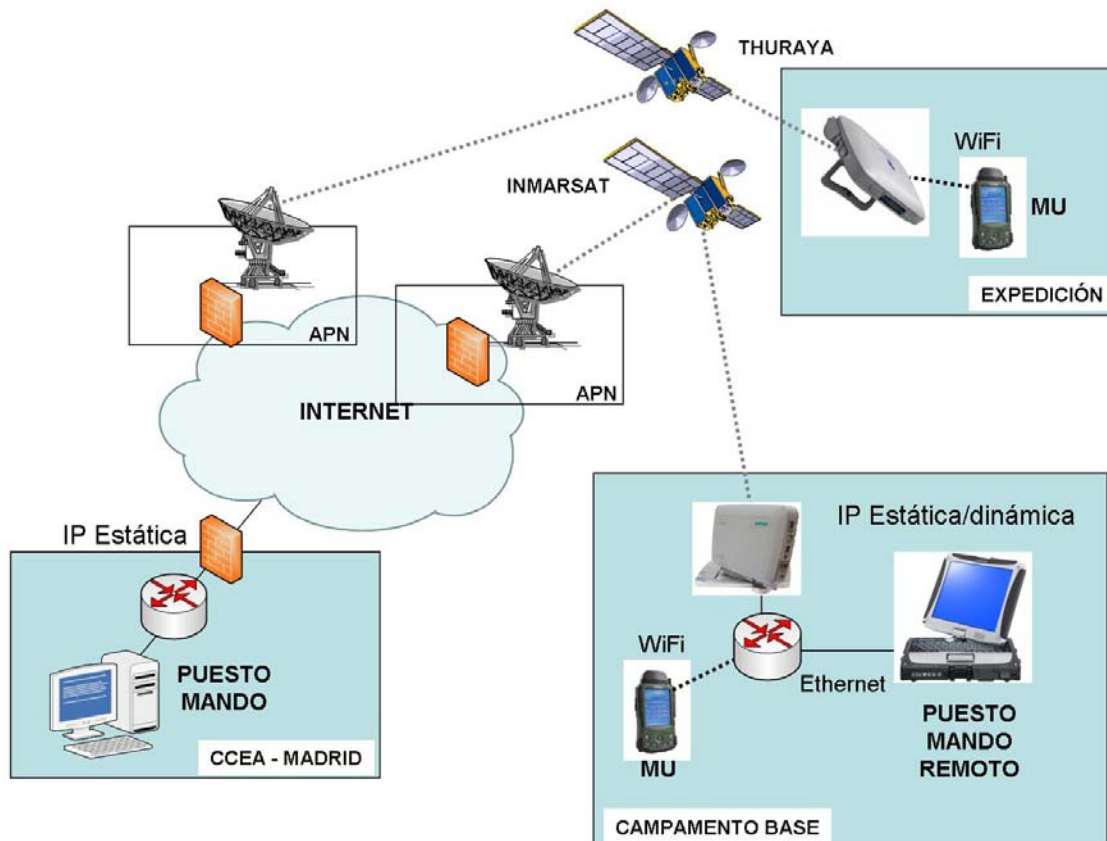 THURAYA
INMARSAT
WiFi
MU
EXPEDICIÓN
APN
APN
INTERNET
IP Estática
PUESTO
MANDO
CCEA - MADRID
IP Estática/dinámica
WiFi
Ethernet
MU
PUESTO
MANDO
REMOTO
CAMPAMENTO BASE